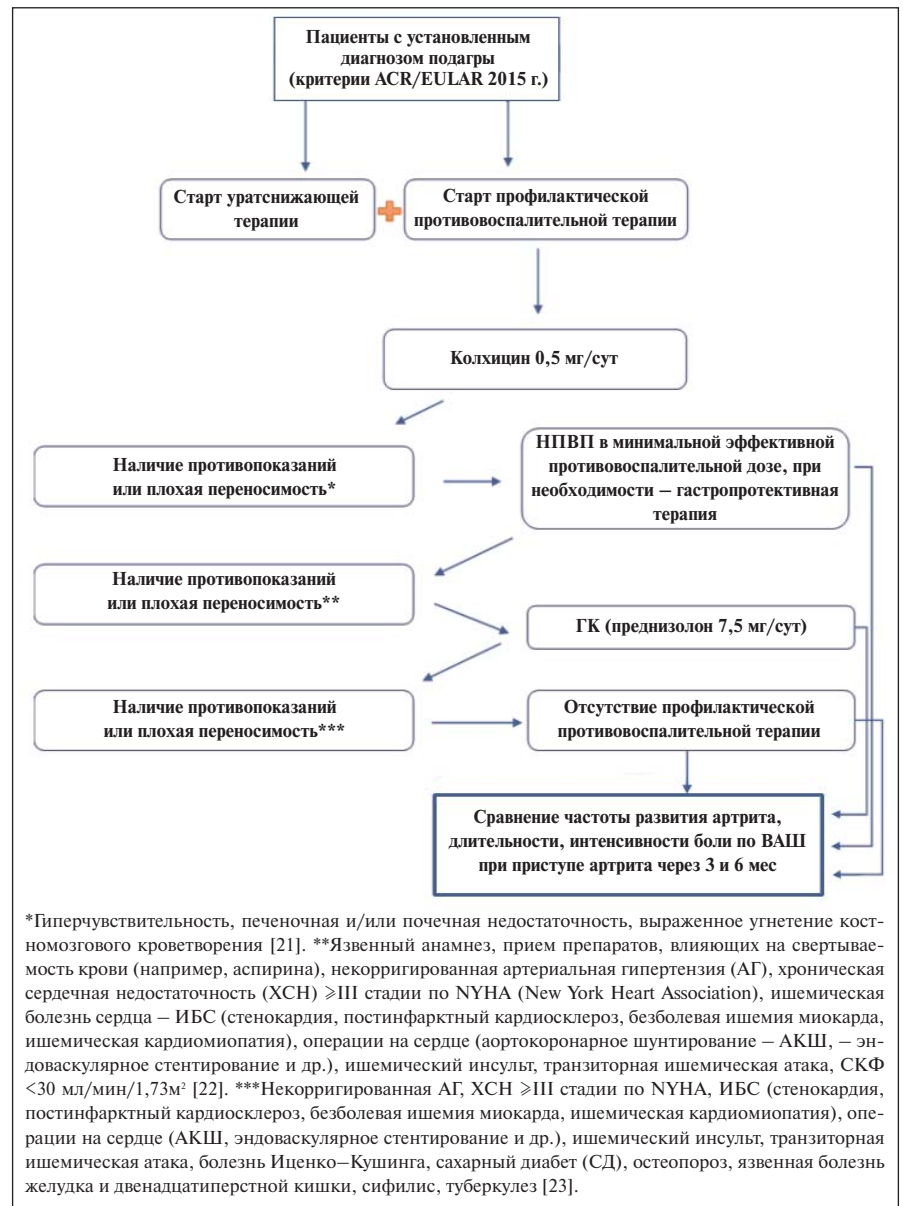 Пациенты с установленным
диагнозом подагры
(критерии ACR/EULAR 2015 г.)
Старт уратснижающей
терапии
Старт профилактической
противовоспалительной терапии
Колхицин 0,5 мг/сут
Наличие противопоказаний
или плохая переносимость*
НПВП в минимальной эффективной
противовоспалительной дозе, при
необходимости – гастропротективная
терапия
Наличие противопоказаний
или плохая переносимость**
ГК (преднизолон 7,5 мг/сут)
Наличие противопоказаний
или плохая переносимость***
Отсутствие профилактической
противовоспалительной терапии
Сравнение частоты развития артрита,
длительности, интенсивности боли по ВАШ
при приступе артрита через 3 и 6 мес
*Гиперчувствительность, печеночная и/или почечная недостаточность, выраженное угнетение кост-
номозгового кроветворения [21]. **Язвенный анамнез, прием препаратов, влияющих на свертывае-
мость крови (например, аспирина), некорригированная артериальная гипертензия (АГ), хроническая
сердечная недостаточность (ХСН) ≥III стадии по NYHA (New York Heart Association), ишемическая
болезнь сердца – ИБС (стенокардия, постинфарктный кардиосклероз, безболевая ишемия миокарда,
ишемическая кардиомиопатия), операции на сердце (аортокоронарное шунтирование – АКШ, – эн-
доваскулярное стентирование и др.), ишемический инсульт, транзиторная ишемическая атака, СКФ
<30 мл/мин/1,73м² [22]. ***Некорригированная АГ, ХСН ≥III стадии по NYHA, ИБС (стенокардия,
постинфарктный кардиосклероз, безболевая ишемия миокарда, ишемическая кардиомиопатия), опе-
рации на сердце (АКШ, эндоваскулярное стентирование и др.), ишемический инсульт, транзиторная
ишемическая атака, болезнь Иценко–Кушинга, сахарный диабет (СД), остеопороз, язвенная болезнь
желудка и двенадцатиперстной кишки, сифилис, туберкулез [23].